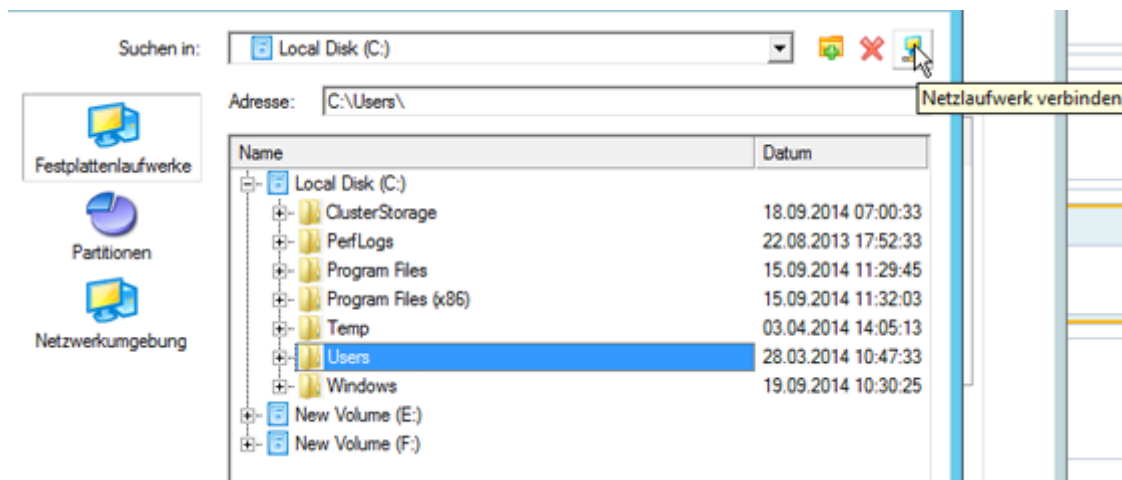 Suchen in: Local Disk (C:)
Adresse: C:\Users\
Netzlaufwerk verbinden
Festplattenlaufwerke
Partitionen
Netzwerkumgebung
Name Datum
Local Disk (C:)
ClusterStorage 18.09.2014 07:00:33
PerfLogs 22.08.2013 17:52:33
Program Files 15.09.2014 11:29:45
Program Files (x86) 15.09.2014 11:32:03
Temp 03.04.2014 14:05:13
Users 28.03.2014 10:47:33
Windows 19.09.2014 10:30:25
New Volume (E:)
New Volume (F:)